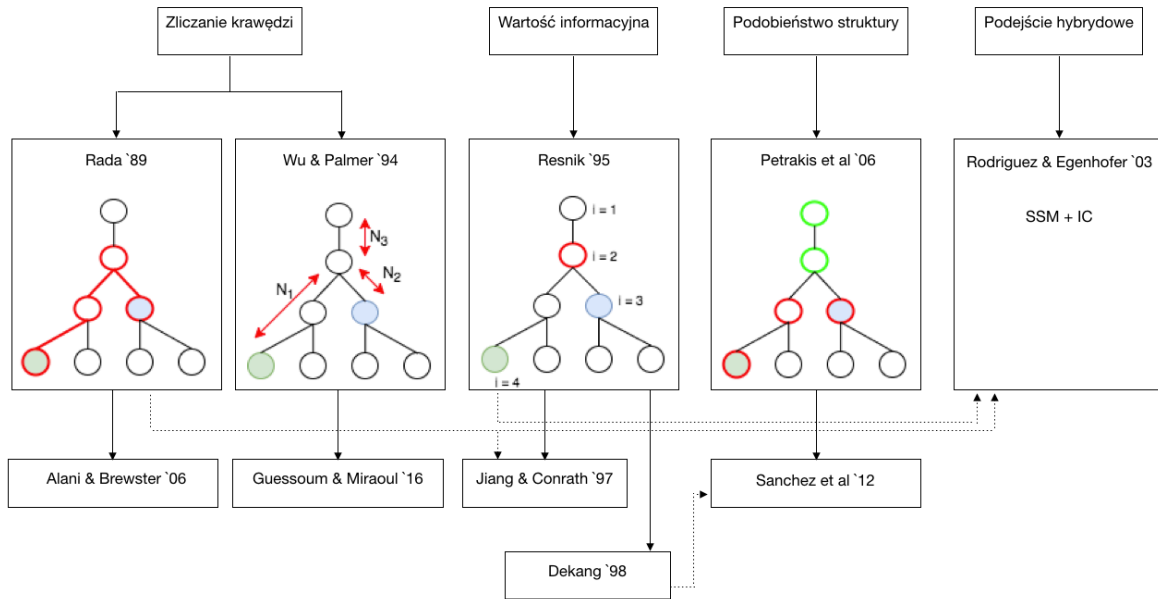 Zliczanie krawędzi
Wartość informacyjna
Podobieństwo struktury
Podejście hybrydowe
Rada `89
Wu & Palmer `94
Resnik `95
Petrakis et al `06
Rodriguez & Egenhofer `03
SSM + IC
N3
N2
N1
i = 1
i = 2
i = 3
i = 4
Alani & Brewster `06
Guessoum & Miraoul `16
Jiang & Conrath `97
Sanchez et al `12
Dekang `98